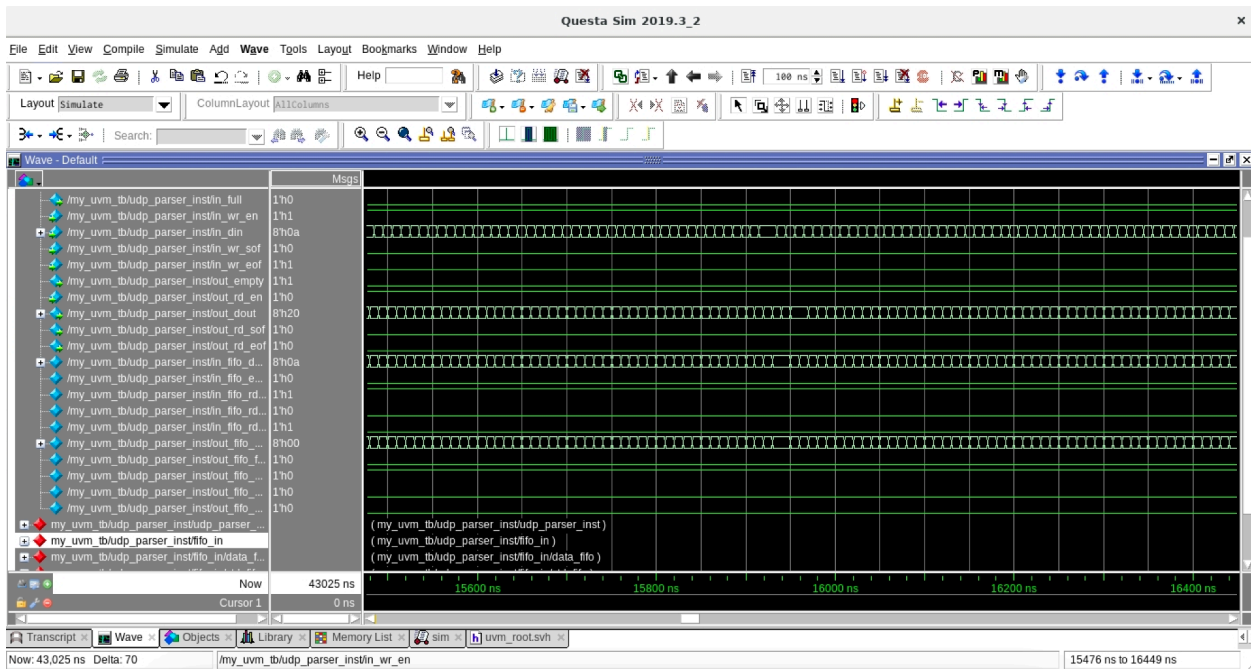 Questa Sim 2019.3_2
File Edit View Compile Simulate Add Wave Tools Layout Bookmarks Window Help
Help 100 ns
Layout Simulate ColumnLayout AllColumns
Search:
Wave - Default
Msgs
/my_uvm_tb/udp_parser_inst/in_full 1'h0
/my_uvm_tb/udp_parser_inst/in_wr_en 1'h1
/my_uvm_tb/udp_parser_inst/in_din 8'h0a
/my_uvm_tb/udp_parser_inst/in_wr_sof 1'h0
/my_uvm_tb/udp_parser_inst/in_wr_eof 1'h1
/my_uvm_tb/udp_parser_inst/out_empty 1'h1
/my_uvm_tb/udp_parser_inst/out_rd_en 1'h0
/my_uvm_tb/udp_parser_inst/out_dout 8'h20
/my_uvm_tb/udp_parser_inst/out_rd_sof 1'h0
/my_uvm_tb/udp_parser_inst/out_rd_eof 1'h0
/my_uvm_tb/udp_parser_inst/in_fifo_d... 8'h0a
/my_uvm_tb/udp_parser_inst/in_fifo_e... 1'h0
/my_uvm_tb/udp_parser_inst/in_fifo_rd... 1'h1
/my_uvm_tb/udp_parser_inst/in_fifo_rd... 1'h0
/my_uvm_tb/udp_parser_inst/in_fifo_rd... 1'h1
/my_uvm_tb/udp_parser_inst/out_fifo_... 8'h00
/my_uvm_tb/udp_parser_inst/out_fifo_f... 1'h0
/my_uvm_tb/udp_parser_inst/out_fifo_... 1'h0
/my_uvm_tb/udp_parser_inst/out_fifo_... 1'h0
/my_uvm_tb/udp_parser_inst/out_fifo_... 1'h0
my_uvm_tb/udp_parser_inst/udp_parser_... ( my_uvm_tb/udp_parser_inst/udp_parser_inst )
my_uvm_tb/udp_parser_inst/fifo_in ( my_uvm_tb/udp_parser_inst/fifo_in )
my_uvm_tb/udp_parser_inst/fifo_in/data_f... ( my_uvm_tb/udp_parser_inst/fifo_in/data_fifo )
Now 43025 ns 15600 ns 15800 ns 16000 ns 16200 ns 16400 ns
Cursor 1 0 ns
Transcript Wave Objects Library Memory List sim uvm_root.svh
Now: 43,025 ns Delta: 70 /my_uvm_tb/udp_parser_inst/in_wr_en 15476 ns to 16449 ns